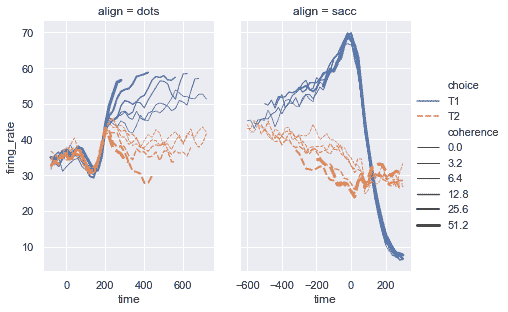 align = dots
align = sacc
70
60
50
40
30
20
10
firing_rate
0
200
400
600
time
−600
−400
−200
0
200
time
choice
T1
T2
coherence
0.0
3.2
6.4
12.8
25.6
51.2